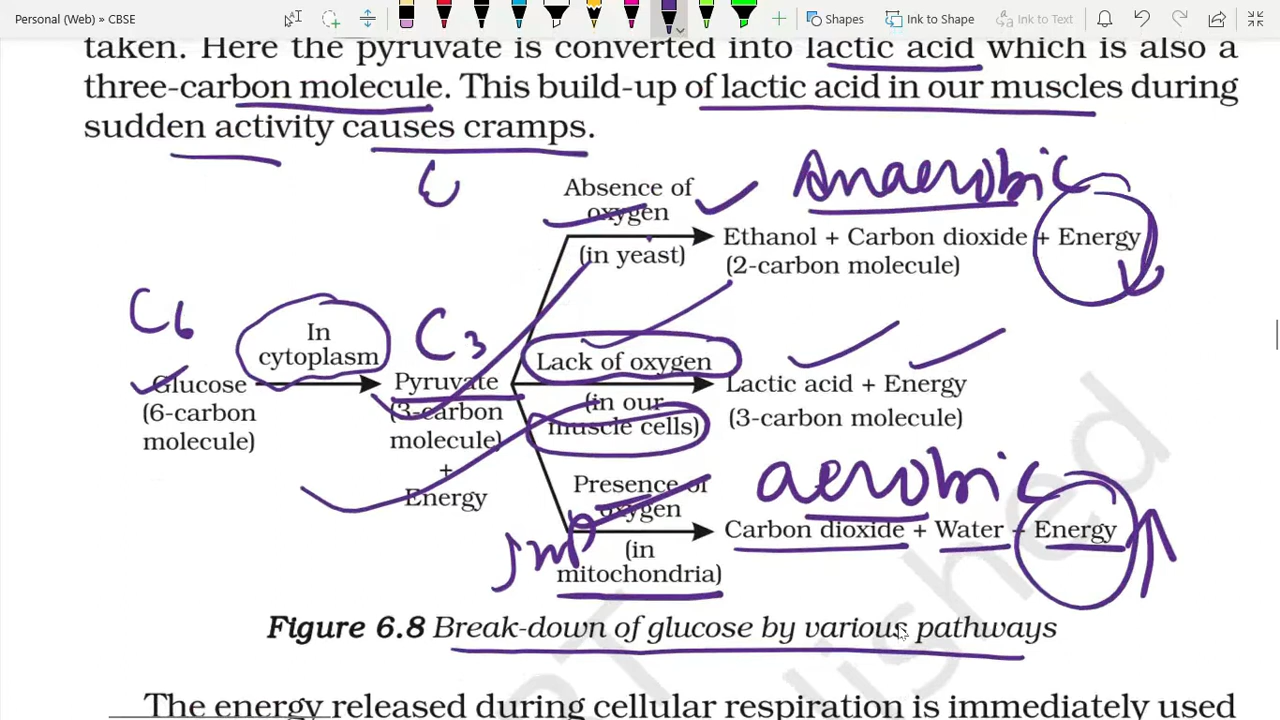 Personal (Web) » CBSE
Shapes
Ink to Shape
Ink to Text
taken. Here the pyruvate is converted into lactic acid which is also a
three-carbon molecule. This build-up of lactic acid in our muscles during
sudden activity causes cramps.
Absence of
oxygen
(in yeast)
Anaerobic
Ethanol + Carbon dioxide + Energy
(2-carbon molecule)
C6
In
cytoplasm
C3
Glucose
(6-carbon
molecule)
Pyruvate
(3-carbon
molecule)
+
Energy
Lack of oxygen
(in our
muscle cells)
Lactic acid + Energy
(3-carbon molecule)
Presence of
oxygen
(in
mitochondria)
Imp
aerobic
Carbon dioxide + Water + Energy
Figure 6.8 Break-down of glucose by various pathways
The energy released during cellular respiration is immediately used